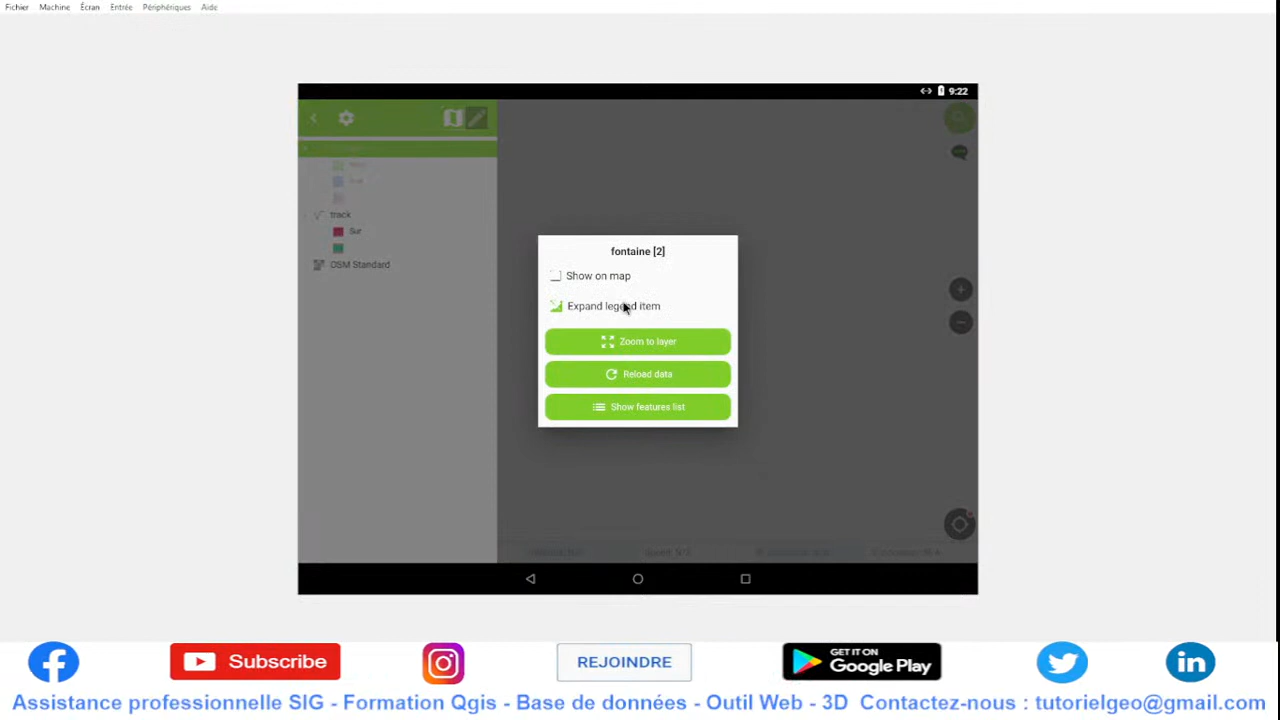 Fichier Machine Écran Entrée Périphériques Aide
9:22
track
Sur
OSM Standard
fontaine [2]
Show on map
Expand legend item
Zoom to layer
Reload data
Show features list
Subscribe
REJOINDRE
GET IT ON
Google Play
Assistance professionnelle SIG - Formation Qgis - Base de données - Outil Web - 3D Contactez-nous : tutorielgeo@gmail.com